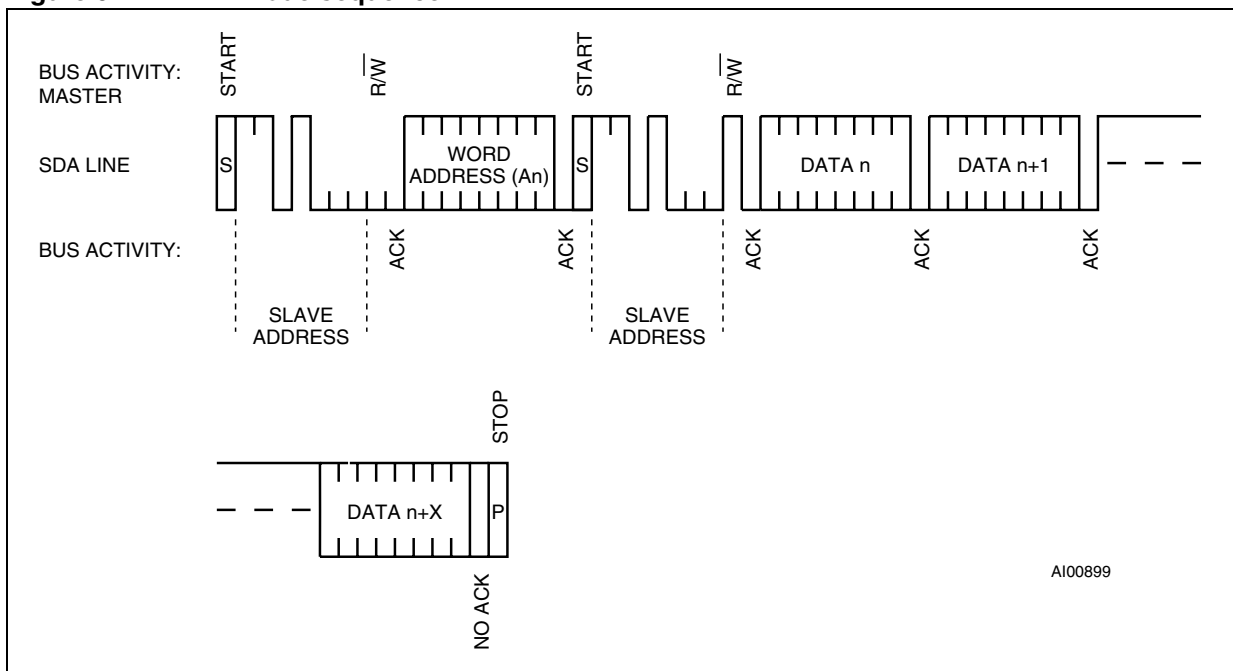 BUS ACTIVITY:
MASTER
START
R/W
START
R/W
SDA LINE
S
WORD
ADDRESS (An)
S
DATA n
DATA n+1
BUS ACTIVITY:
ACK
ACK
ACK
ACK
ACK
SLAVE
ADDRESS
SLAVE
ADDRESS
STOP
DATA n+X
P
NO ACK
AI00899